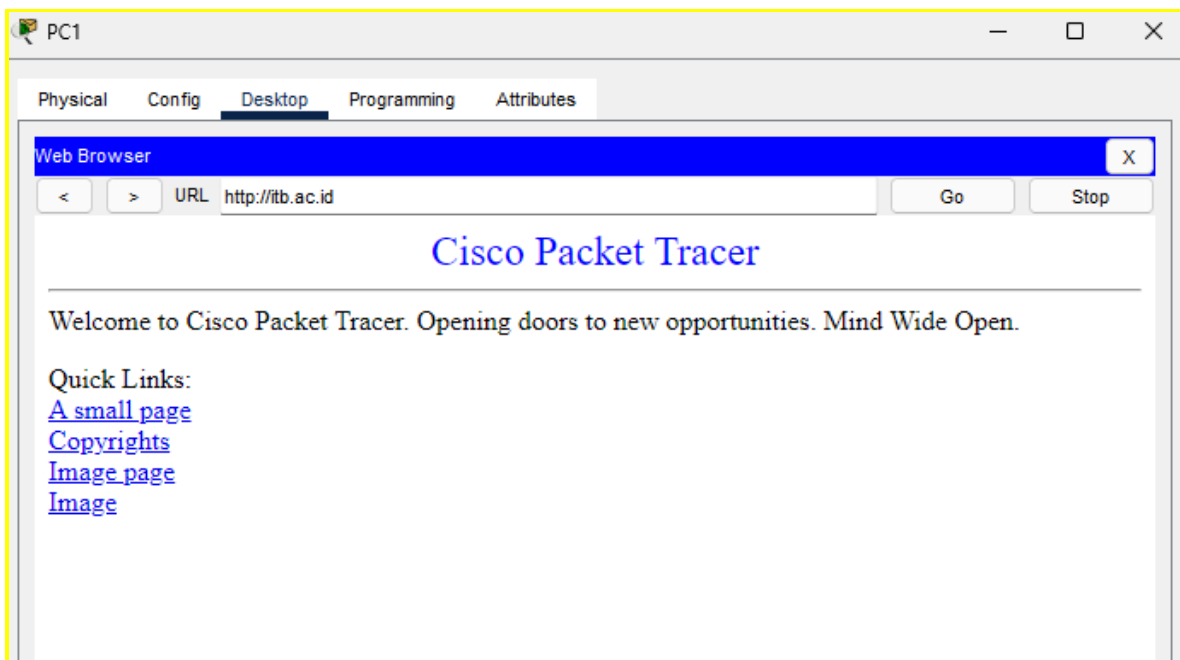 PC1
Physical Config Desktop Programming Attributes
Web Browser
X
< > URL http://itb.ac.id Go Stop
Cisco Packet Tracer
Welcome to Cisco Packet Tracer. Opening doors to new opportunities. Mind Wide Open.
Quick Links:
A small page
Copyrights
Image page
Image